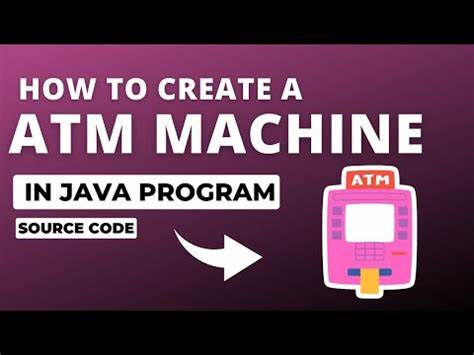 HOW TO CREATE A
ATM MACHINE
IN JAVA PROGRAM
SOURCE CODE
ATM